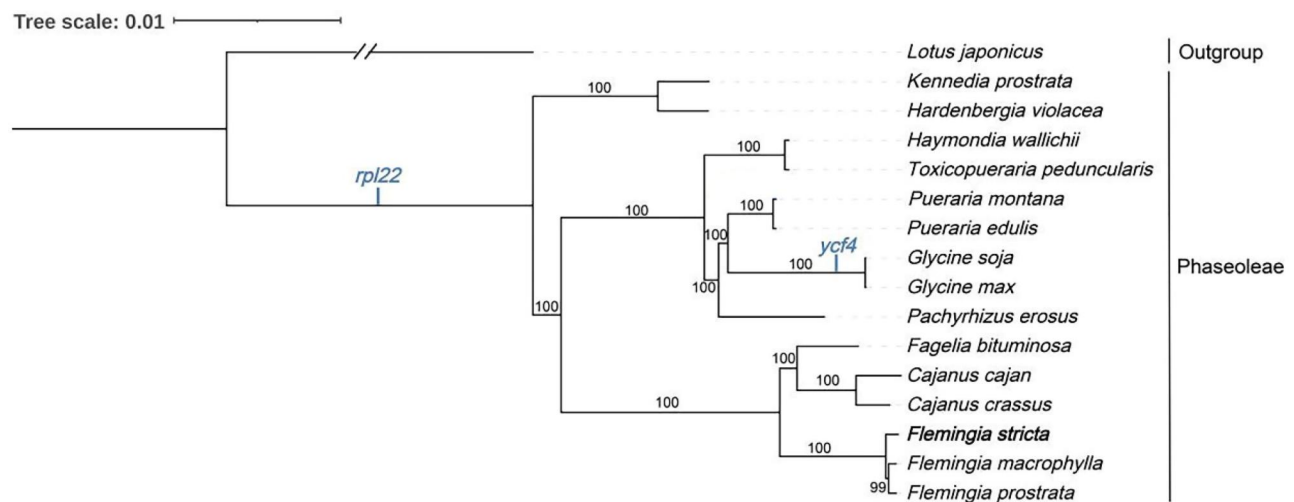 Tree scale: 0.01
Lotus japonicus
Outgroup
Kennedia prostrata
100
Hardenbergia violacea
Haymondia wallichii
100
Toxicopueraria peduncularis
rpl22
Pueraria montana
100
100
Pueraria edulis
100
ycf4
Glycine soja
100
Phaseoleae
Glycine max
100
100
Pachyrhizus erosus
Fagelia bituminosa
100
Cajanus cajan
100
Cajanus crassus
100
Flemingia stricta
100
Flemingia macrophylla
99
Flemingia prostrata